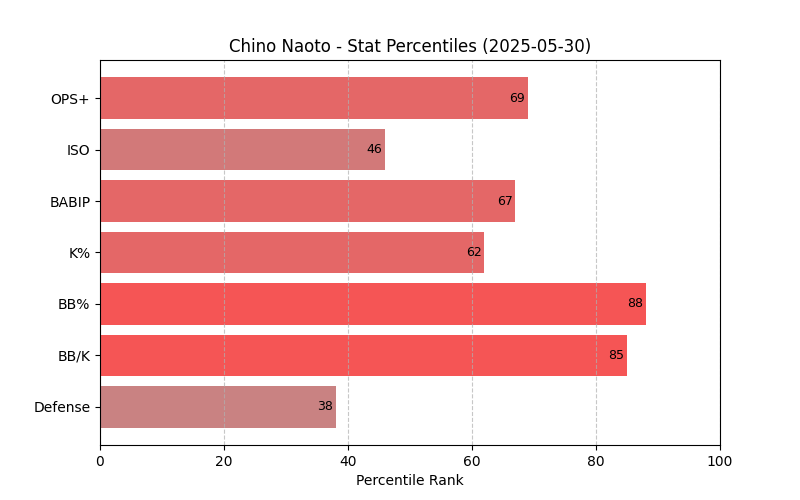 Chino Naoto - Stat Percentiles (2025-05-30)
OPS+ 69
ISO 46
BABIP 67
K% 62
BB% 88
BB/K 85
Defense 38
0 20 40 60 80 100
Percentile Rank